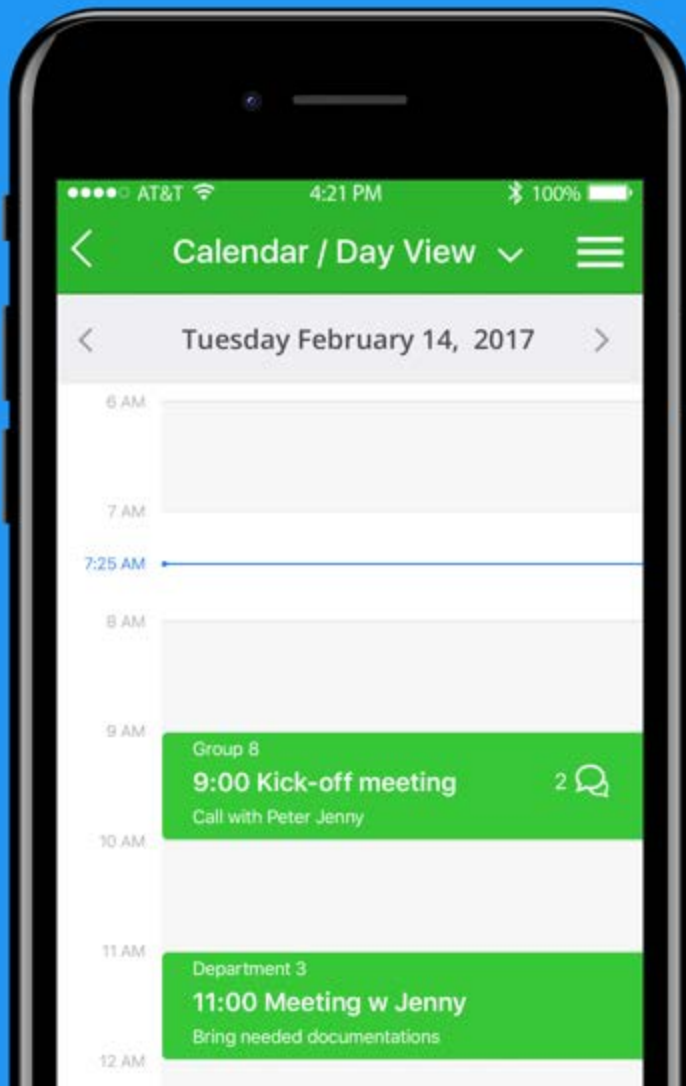 AT&T 4:21 PM 100%
Calendar / Day View
Tuesday February 14, 2017
6 AM
7 AM
7:25 AM
8 AM
9 AM
Group 8
9:00 Kick-off meeting 2
Call with Peter Jenny
10 AM
11 AM
Department 3
11:00 Meeting w Jenny
Bring needed documentations
12 AM